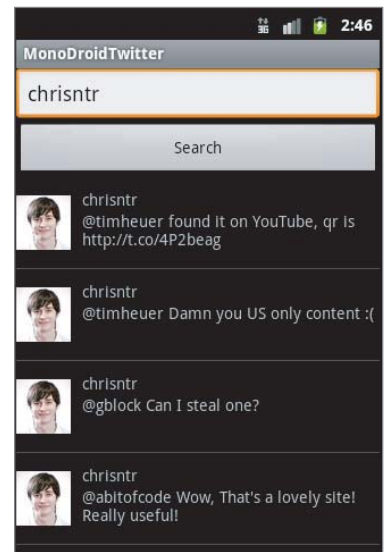 3G 2:46
MonoDroidTwitter
chrisntr
Search
chrisntr
@timheuer found it on YouTube, qr is
http://t.co/4P2beag
chrisntr
@timheuer Damn you US only content :(
chrisntr
@gblock Can I steal one?
chrisntr
@abitofcode Wow, That's a lovely site!
Really useful!